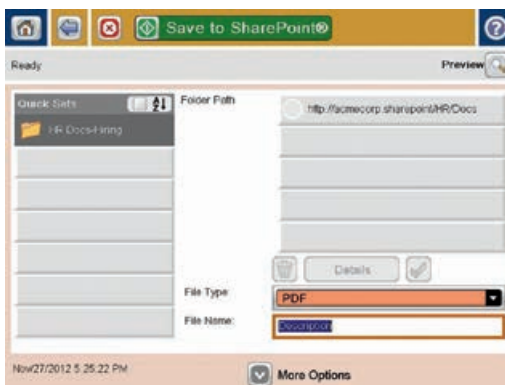 Save to SharePoint®
Ready
Preview
Quick Sets
HR Docs-Hiring
Folder Path
http://acmecorp.sharepoint/HR/Docs
Details
File Type
PDF
File Name:
Description
Nov/27/2012 5:25:22 PM
More Options